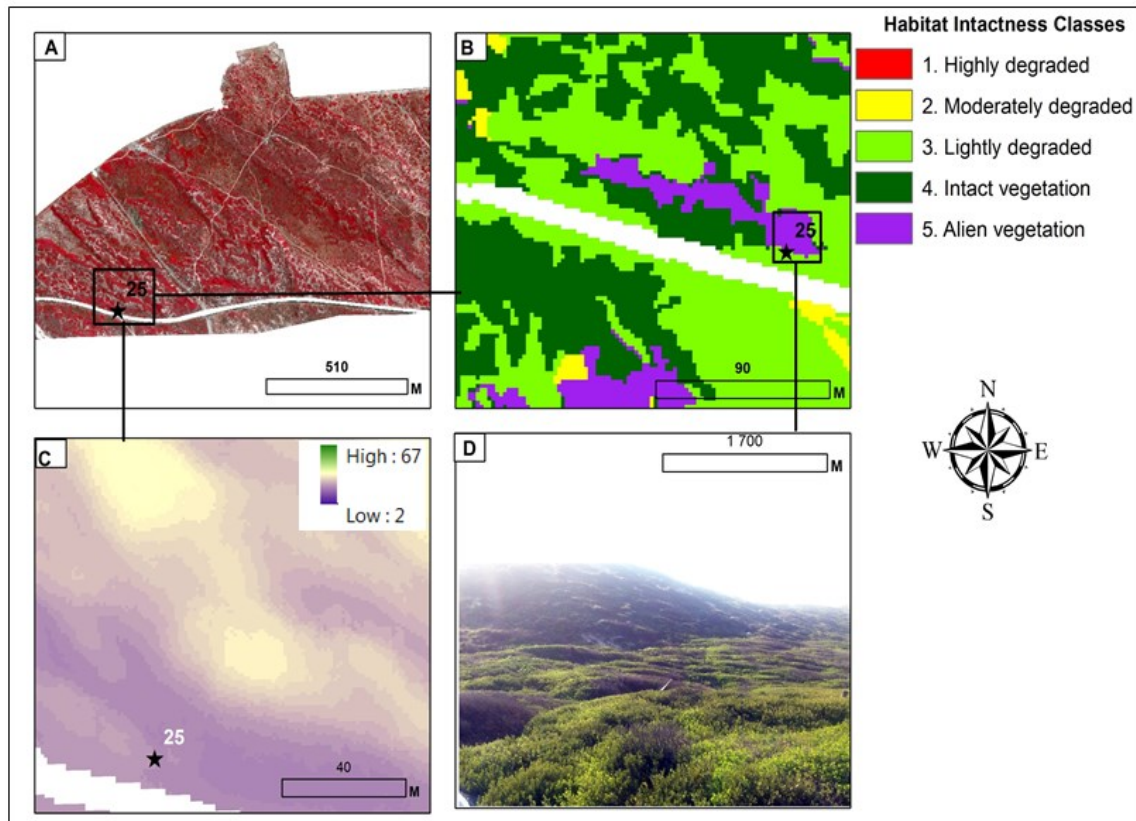 A
25
510
M
B
25
90
M
Habitat Intactness Classes
1. Highly degraded
2. Moderately degraded
3. Lightly degraded
4. Intact vegetation
5. Alien vegetation
N
W E
S
C
High : 67
Low : 2
25
40
M
D
1 700
M